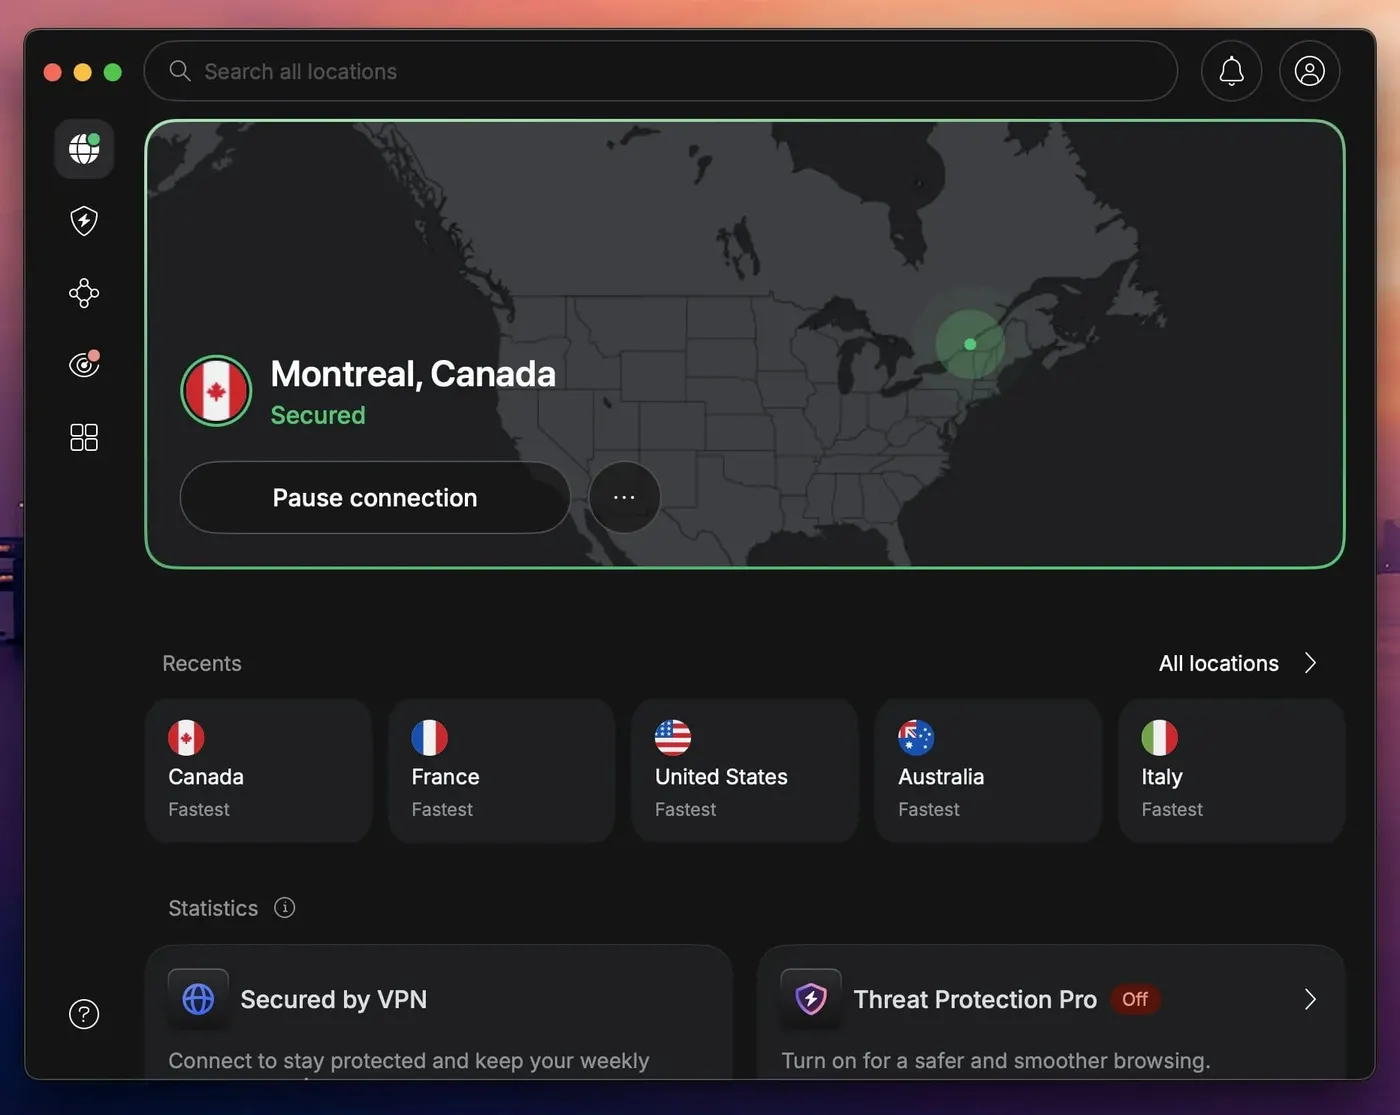 Search all locations
Montreal, Canada
Secured
Pause connection
Recents
All locations
Canada
Fastest
France
Fastest
United States
Fastest
Australia
Fastest
Italy
Fastest
Statistics
Secured by VPN
Connect to stay protected and keep your weekly
Threat Protection Pro Off
Turn on for a safer and smoother browsing.